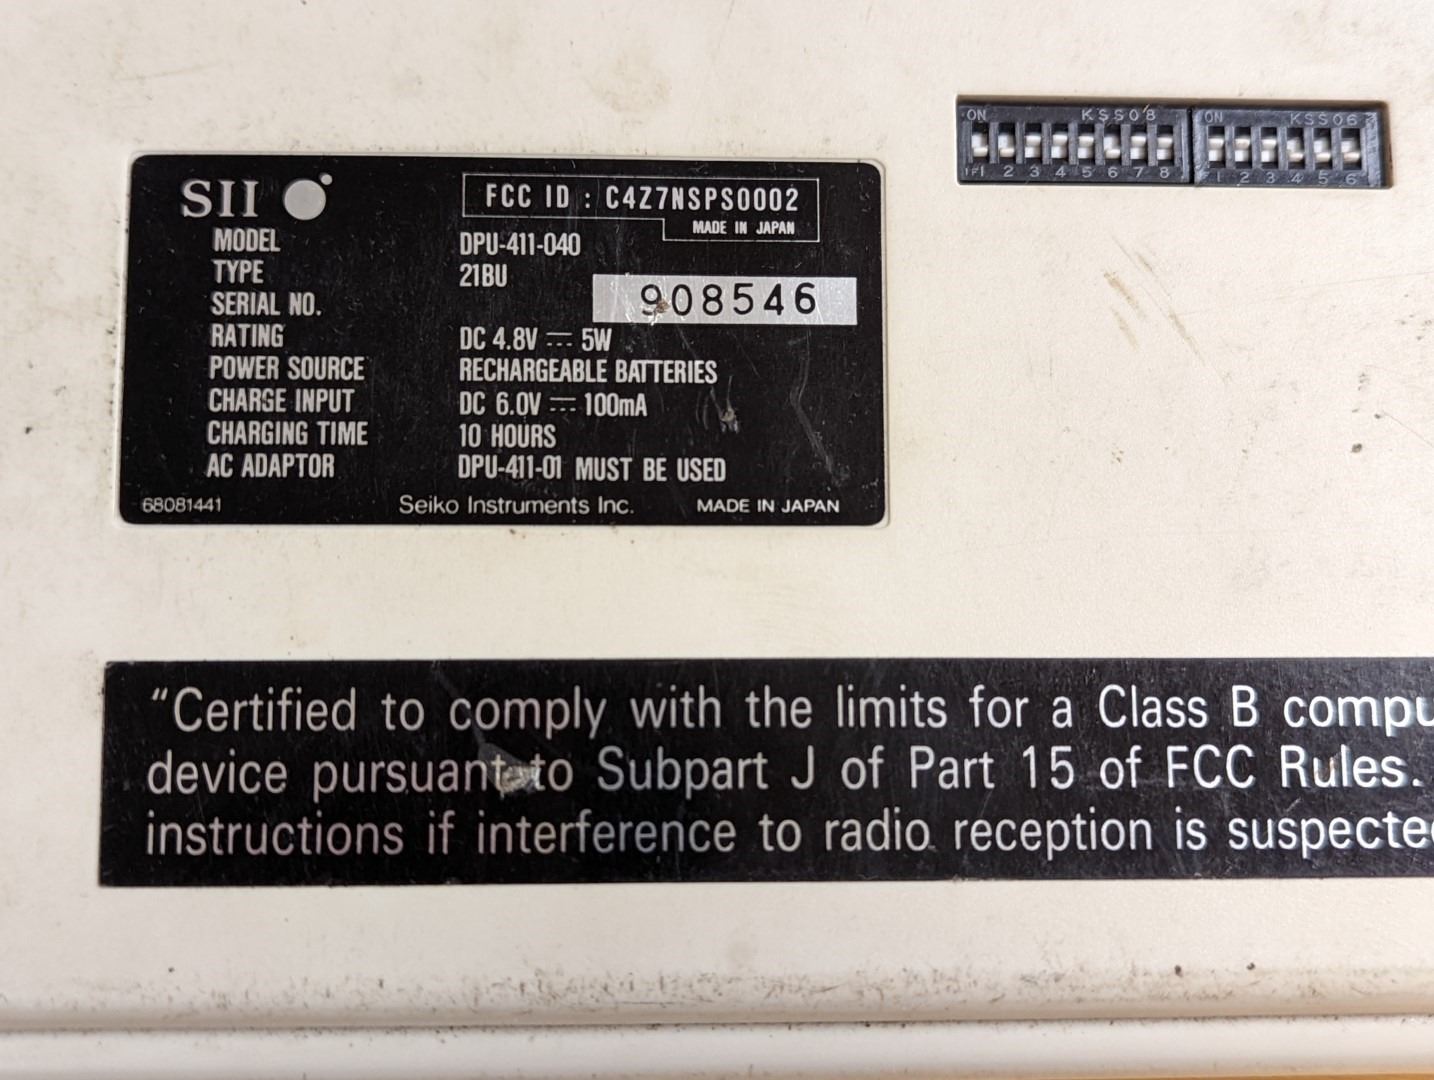 SII
FCC ID : C4Z7NSPS0002
MADE IN JAPAN
MODEL DPU-411-040
TYPE 21BU
SERIAL NO. 908546
RATING DC 4.8V ⎓ 5W
POWER SOURCE RECHARGEABLE BATTERIES
CHARGE INPUT DC 6.0V ⎓ 100mA
CHARGING TIME 10 HOURS
AC ADAPTOR DPU-411-01 MUST BE USED
68081441 Seiko Instruments Inc. MADE IN JAPAN
ON KSS08
1 2 3 4 5 6 7 8
ON KSS06
1 2 3 4 5 6
“Certified to comply with the limits for a Class B compu
device pursuant to Subpart J of Part 15 of FCC Rules.
instructions if interference to radio reception is suspecte